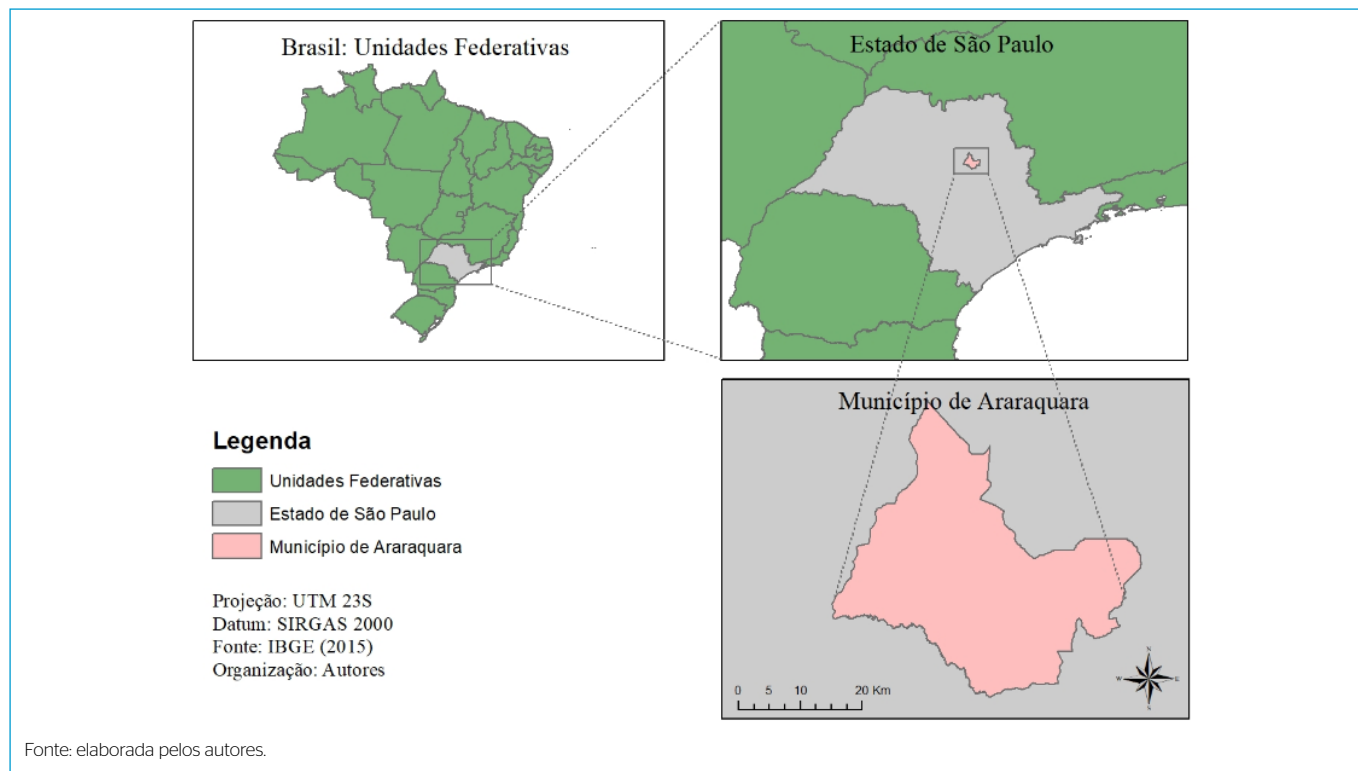 Brasil: Unidades Federativas
Estado de São Paulo
Município de Araraquara
Legenda
Unidades Federativas
Estado de São Paulo
Município de Araraquara
Projeção: UTM 23S
Datum: SIRGAS 2000
Fonte: IBGE (2015)
Organização: Autores
0 5 10 20 Km
N
W E
S
Fonte: elaborada pelos autores.